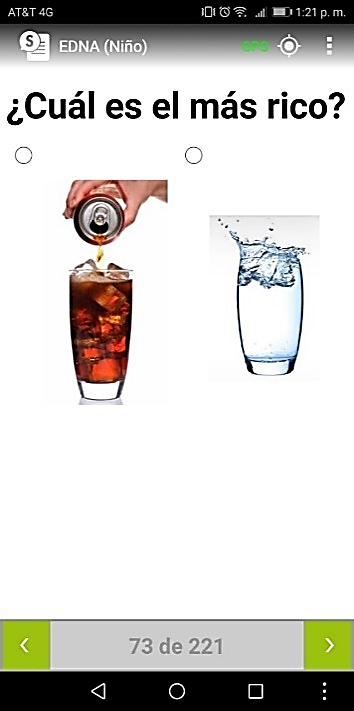 AT&T 4G
1:21 p. m.
S
EDNA (Niño)
GPS
¿Cuál es el más rico?
73 de 221